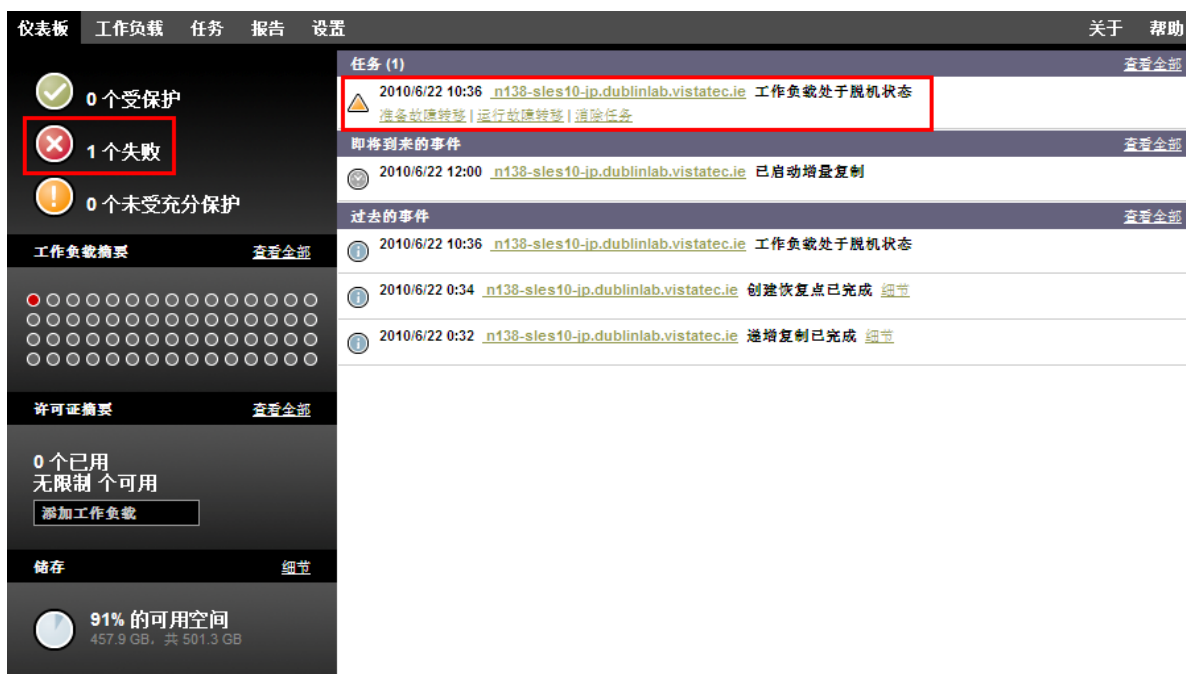 仪表板 工作负载 任务 报告 设置 关于 帮助
0 个受保护
1 个失败
0 个未受充分保护
工作负载摘要 查看全部
许可证摘要 查看全部
0 个已用
无限制 个可用
添加工作负载
储存 细节
91% 的可用空间
457.9 GB，共 501.3 GB
任务 (1) 查看全部
2010/6/22 10:36 _n138-sles10-jp.dublinlab.vistatec.ie 工作负载处于脱机状态
准备故障转移 | 运行故障转移 | 消除任务
即将到来的事件 查看全部
2010/6/22 12:00 _n138-sles10-jp.dublinlab.vistatec.ie 已启动增量复制
过去的事件 查看全部
2010/6/22 10:36 _n138-sles10-jp.dublinlab.vistatec.ie 工作负载处于脱机状态
2010/6/22 0:34 _n138-sles10-jp.dublinlab.vistatec.ie 创建恢复点已完成 细节
2010/6/22 0:32 _n138-sles10-jp.dublinlab.vistatec.ie 递增复制已完成 细节